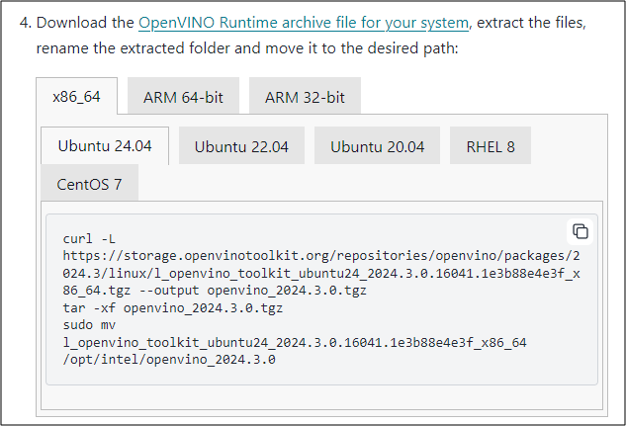 4. Download the OpenVINO Runtime archive file for your system, extract the files,
rename the extracted folder and move it to the desired path:
x86_64 ARM 64-bit ARM 32-bit
Ubuntu 24.04 Ubuntu 22.04 Ubuntu 20.04 RHEL 8
CentOS 7
curl -L
https://storage.openvinotoolkit.org/repositories/openvino/packages/2
024.3/linux/l_openvino_toolkit_ubuntu24_2024.3.0.16041.1e3b88e4e3f_x
86_64.tgz --output openvino_2024.3.0.tgz
tar -xf openvino_2024.3.0.tgz
sudo mv
l_openvino_toolkit_ubuntu24_2024.3.0.16041.1e3b88e4e3f_x86_64
/opt/intel/openvino_2024.3.0